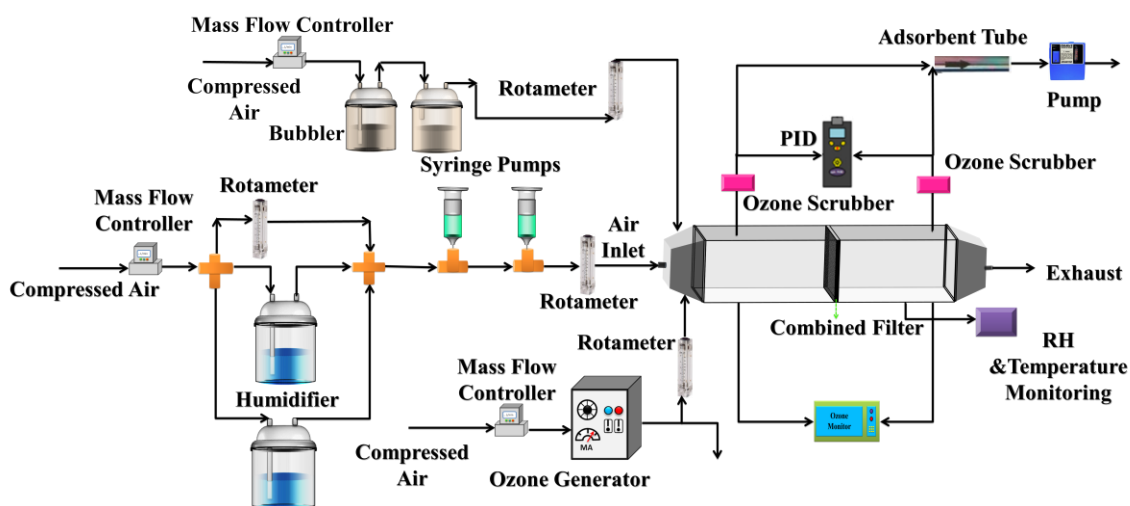 Mass Flow Controller
Compressed
Air
Bubbler
Rotameter
Adsorbent Tube
Pump
PID
Ozone Scrubber
Ozone Scrubber
Syringe Pumps
Mass Flow
Controller
Rotameter
Compressed Air
Air
Inlet
Rotameter
Exhaust
Combined Filter
Humidifier
Rotameter
Mass Flow
Controller
RH
&Temperature
Monitoring
Ozone
Monitor
MA
Compressed
Air
Ozone Generator